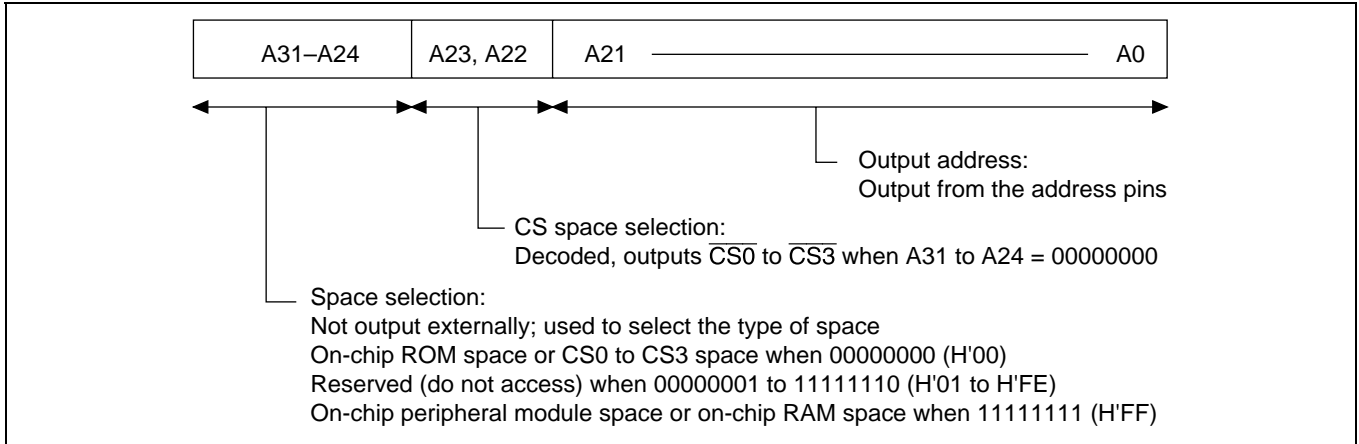 A31–A24 A23, A22 A21 A0
Output address:
Output from the address pins
CS space selection:
Decoded, outputs C̅S̅0̅ to C̅S̅3̅ when A31 to A24 = 00000000
Space selection:
Not output externally; used to select the type of space
On-chip ROM space or CS0 to CS3 space when 00000000 (H'00)
Reserved (do not access) when 00000001 to 11111110 (H'01 to H'FE)
On-chip peripheral module space or on-chip RAM space when 11111111 (H'FF)